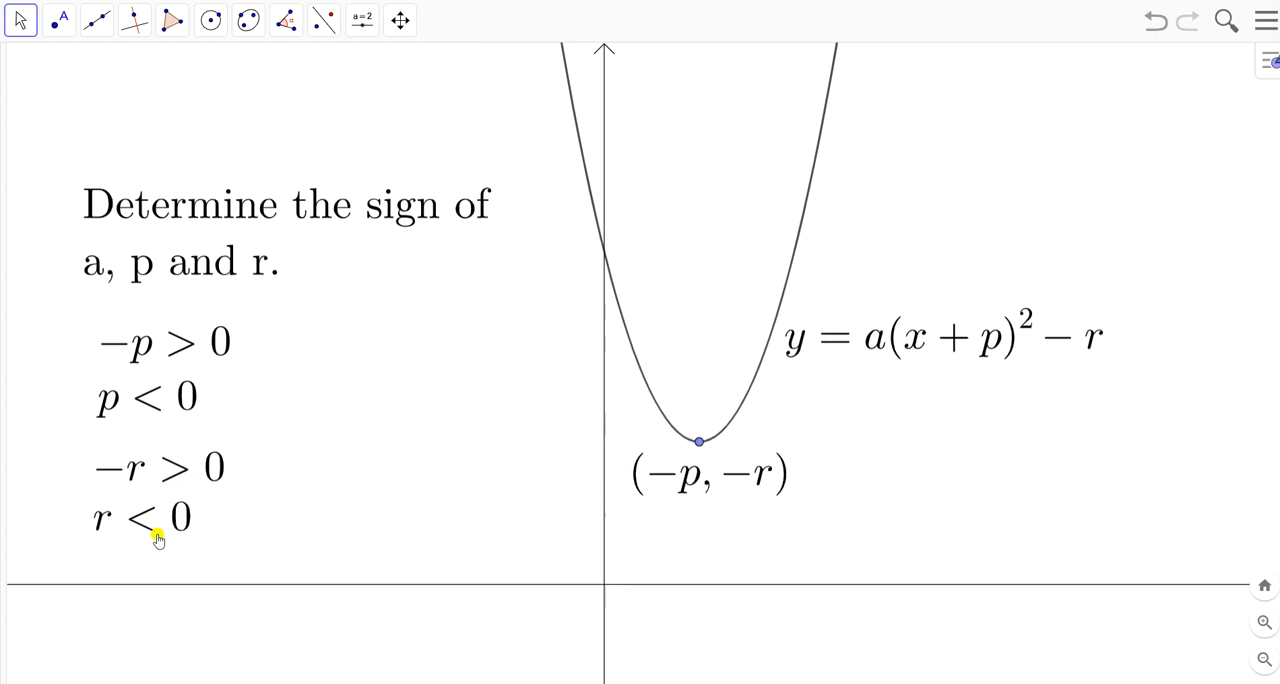 A
a=2
Determine the sign of
a, p and r.
−p > 0
p < 0
−r > 0
r < 0
y = a(x + p)² − r
(−p, −r)